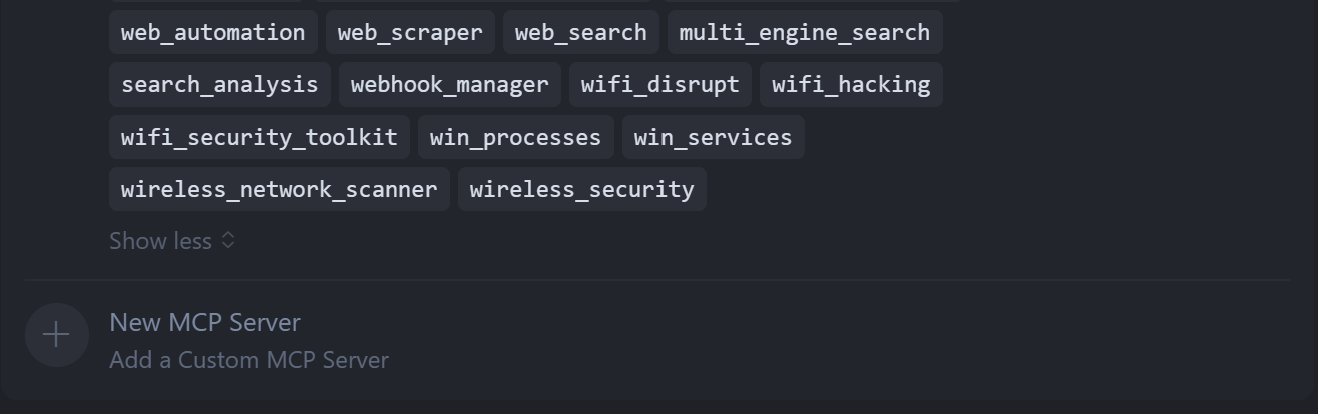 web_automation web_scraper web_search multi_engine_search
search_analysis webhook_manager wifi_disrupt wifi_hacking
wifi_security_toolkit win_processes win_services
wireless_network_scanner wireless_security
Show less
New MCP Server
Add a Custom MCP Server